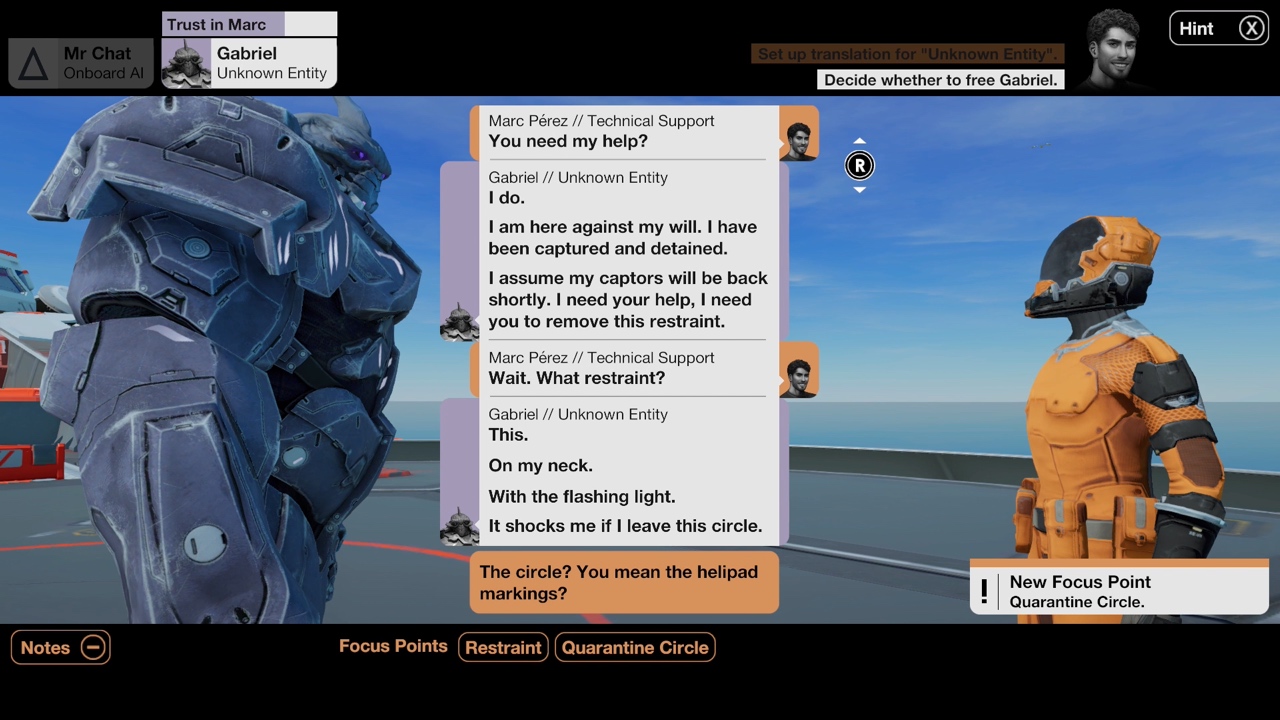 Trust in Marc
Mr Chat
Onboard AI
Gabriel
Unknown Entity
Set up translation for "Unknown Entity".
Decide whether to free Gabriel.
Hint
X
Marc Pérez // Technical Support
You need my help?
R
Gabriel // Unknown Entity
I do.
I am here against my will. I have
been captured and detained.
I assume my captors will be back
shortly. I need your help, I need
you to remove this restraint.
Marc Pérez // Technical Support
Wait. What restraint?
Gabriel // Unknown Entity
This.
On my neck.
With the flashing light.
It shocks me if I leave this circle.
The circle? You mean the helipad
markings?
! New Focus Point
Quarantine Circle.
Notes
Focus Points
Restraint
Quarantine Circle